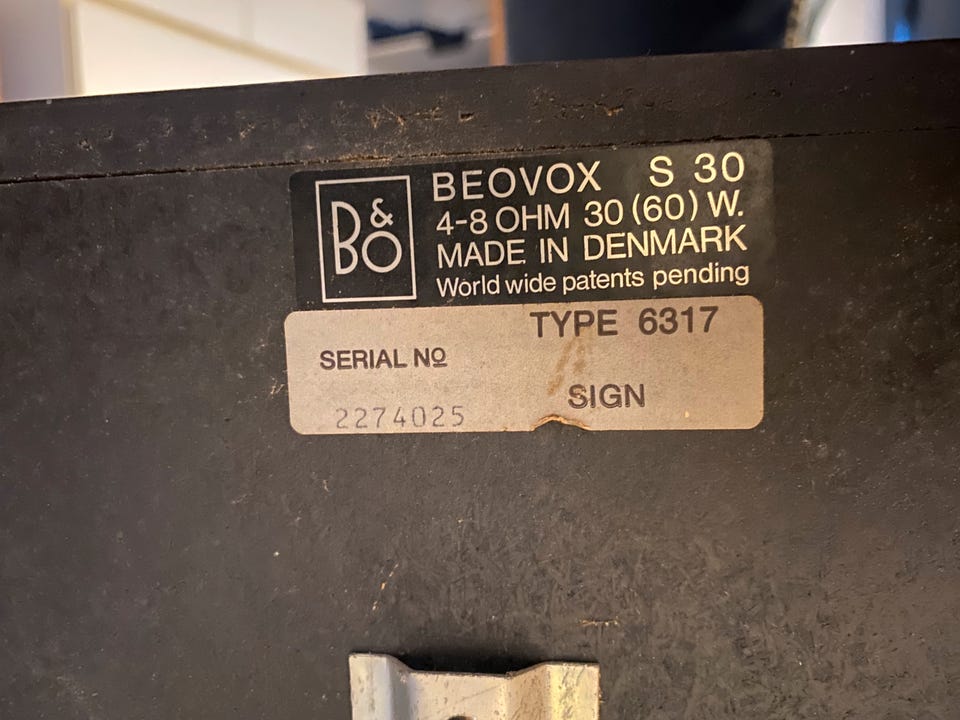 B&O
BEOVOX S 30
4-8 OHM 30 (60) W.
MADE IN DENMARK
World wide patents pending
TYPE 6317
SERIAL Nº
SIGN
2274025